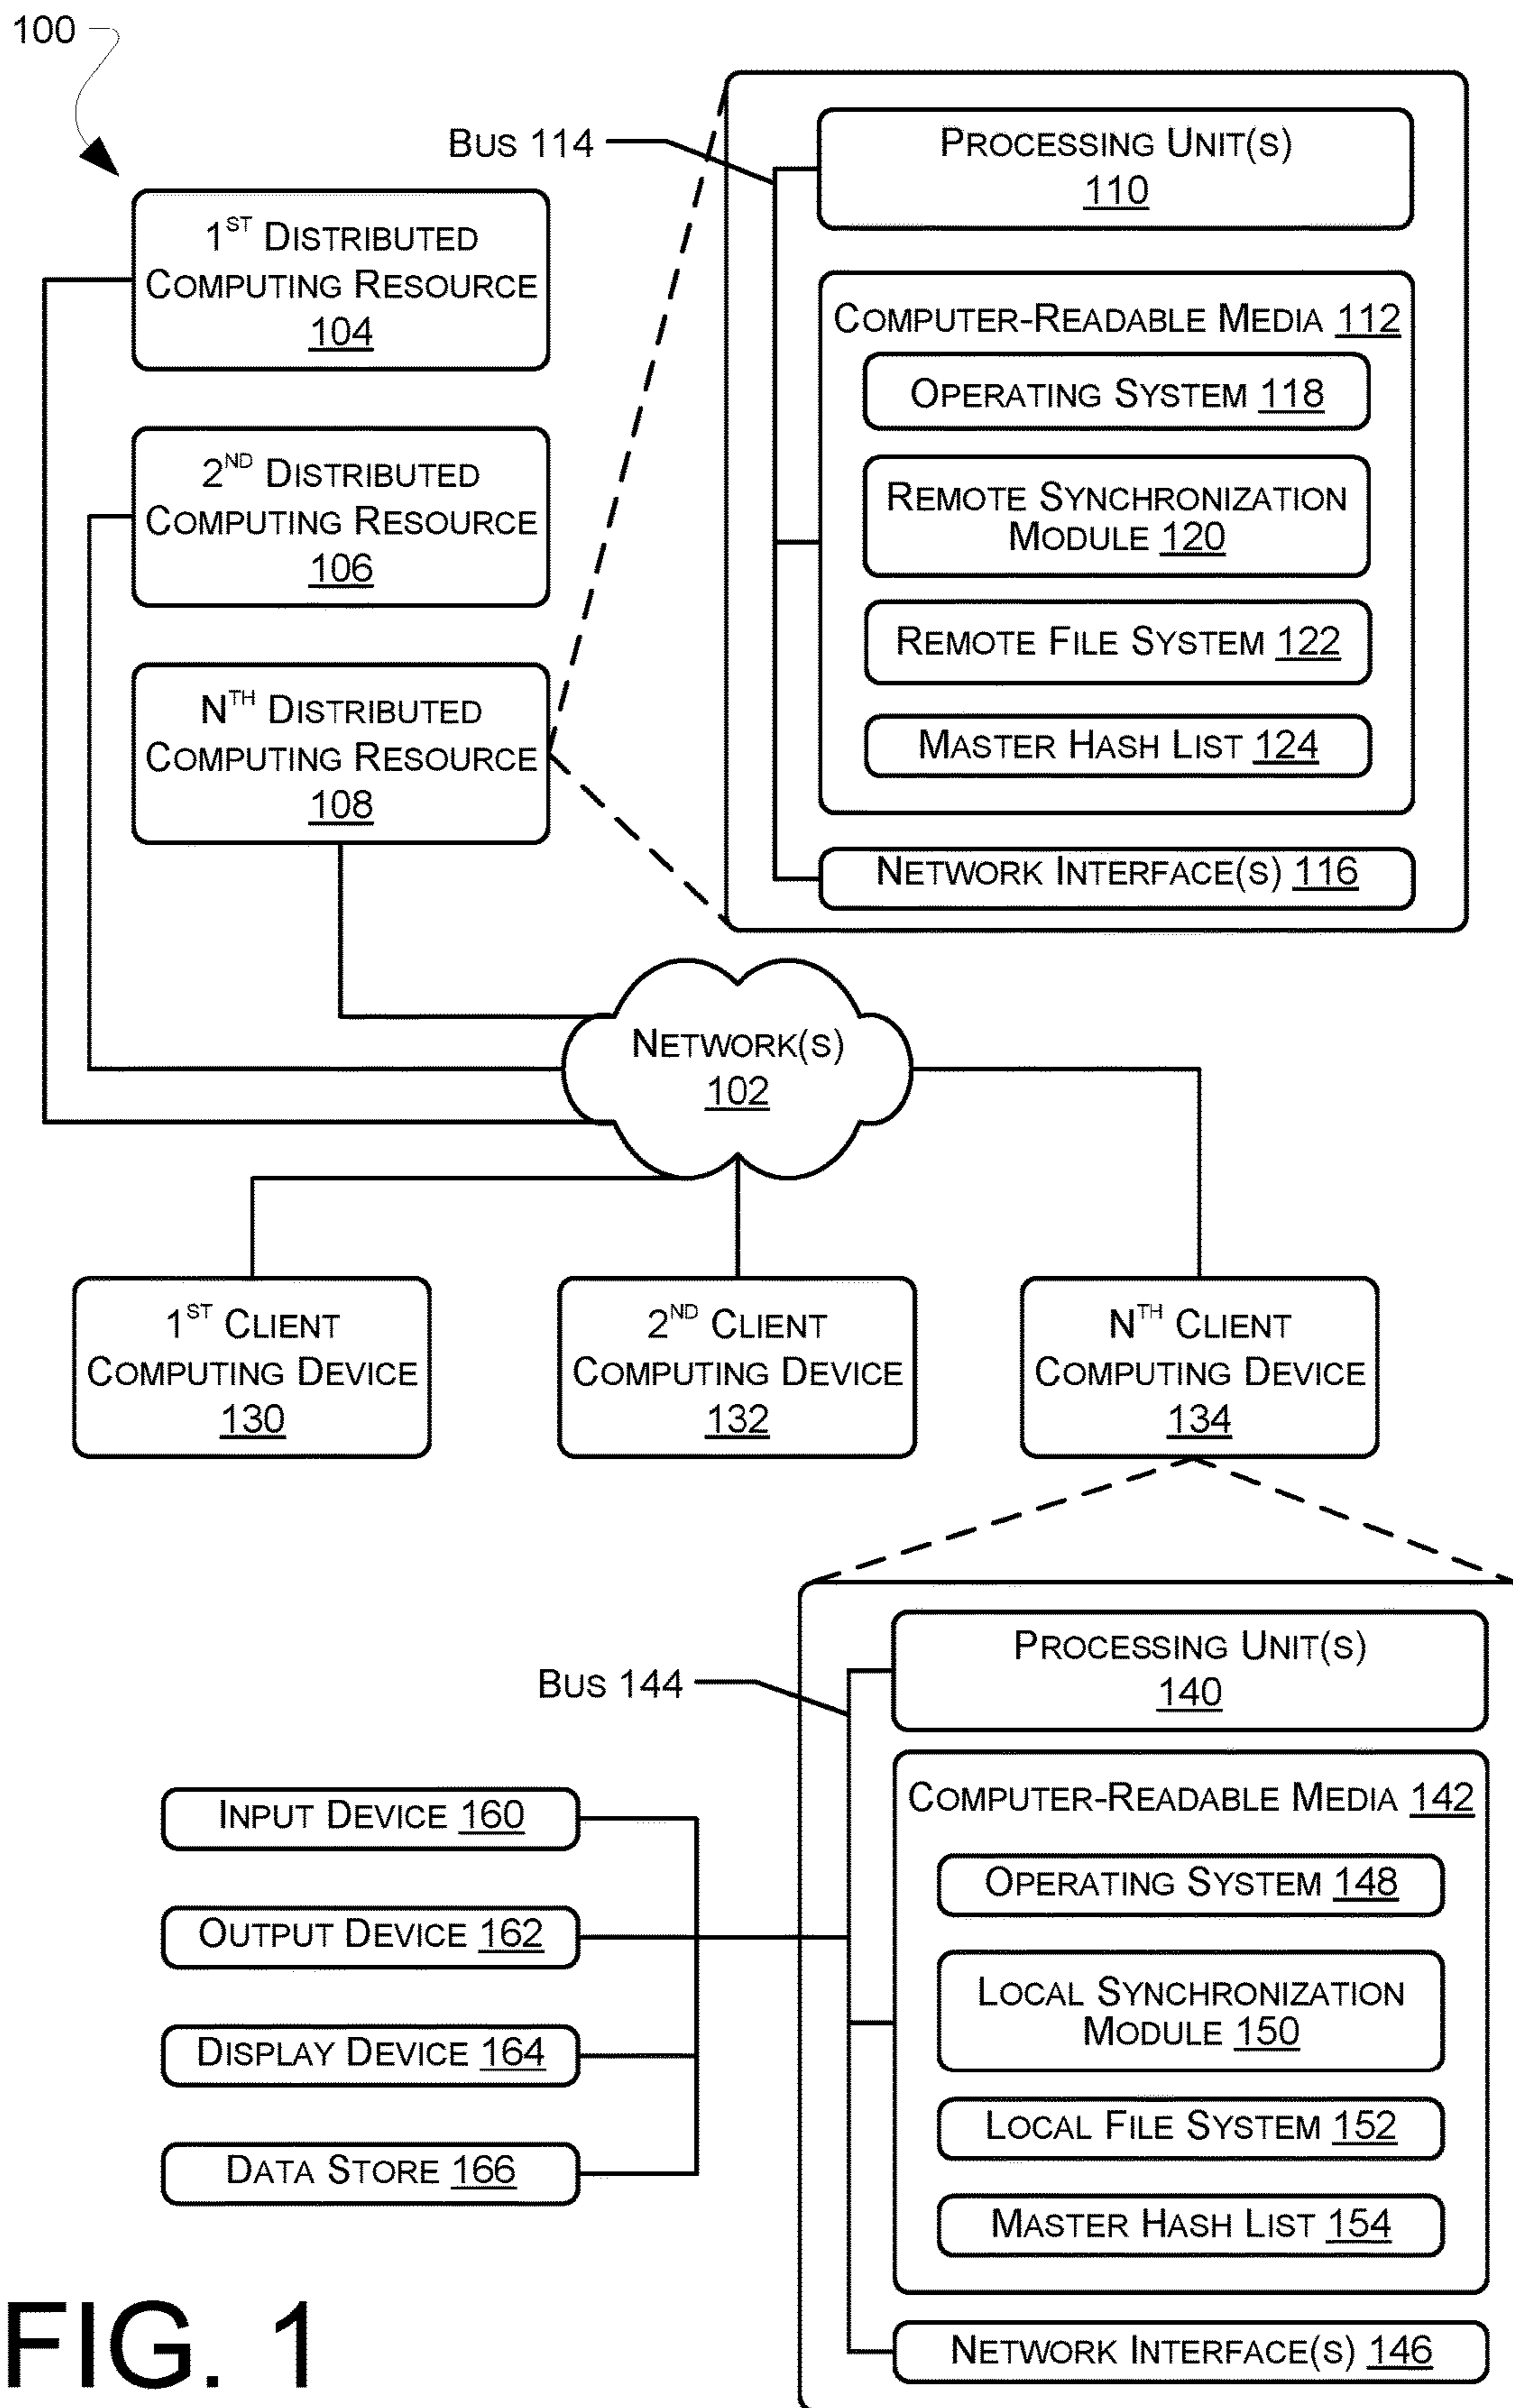 100
Bus 114
Processing Unit(s)
110
1ST Distributed
Computing Resource
104
Computer-Readable Media 112
Operating System 118
2ND Distributed
Computing Resource
106
Remote Synchronization
Module 120
Remote File System 122
NTH Distributed
Computing Resource
108
Master Hash List 124
Network Interface(s) 116
Network(s)
102
1ST Client
Computing Device
130
2ND Client
Computing Device
132
NTH Client
Computing Device
134
Bus 144
Processing Unit(s)
140
Input Device 160
Output Device 162
Display Device 164
Data Store 166
Computer-Readable Media 142
Operating System 148
Local Synchronization
Module 150
Local File System 152
Master Hash List 154
Network Interface(s) 146
FIG. 1